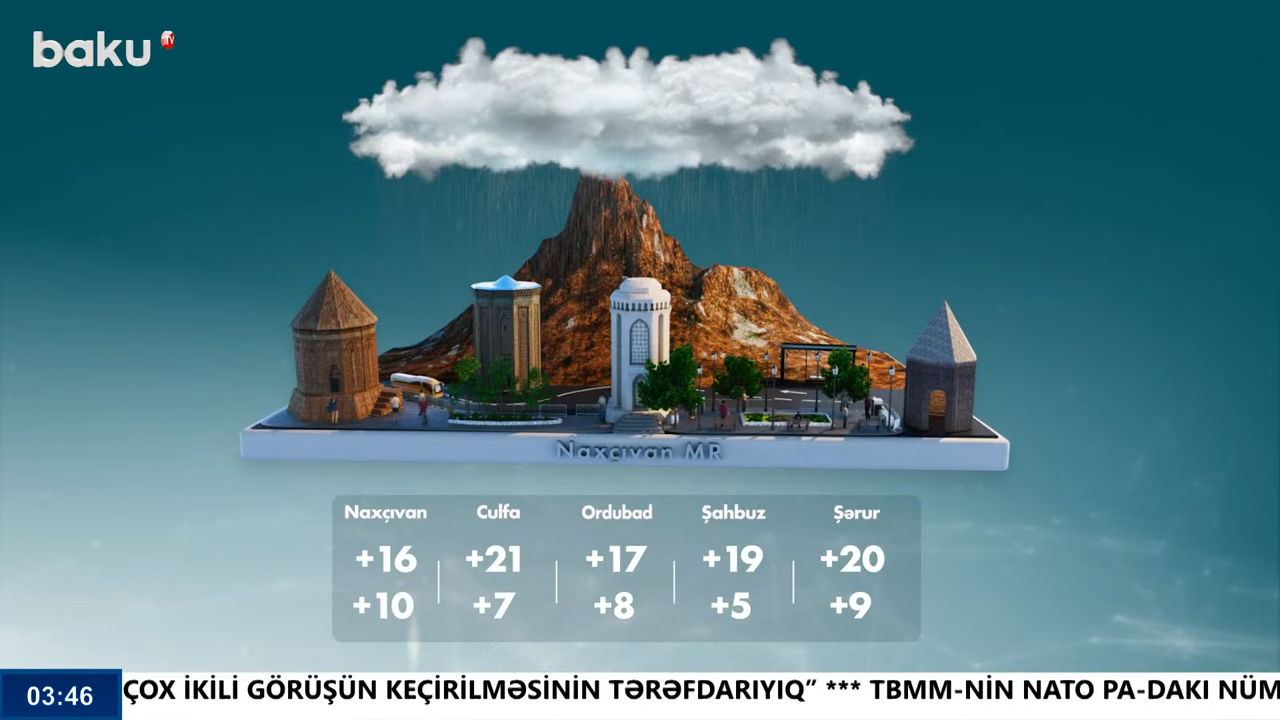 baku TV
Naxçıvan MR
Naxçıvan Culfa Ordubad Şahbuz Şərur
+16 +21 +17 +19 +20
+10 +7 +8 +5 +9
03:46 ÇOX İKİLİ GÖRÜŞÜN KEÇİRİLMƏSİNİN TƏRƏFDARIYIQ” *** TBMM-NİN NATO PA-DAKI NÜM